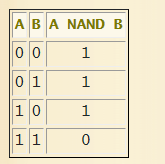 A B A NAND B
0 0 1
0 1 1
1 0 1
1 1 0